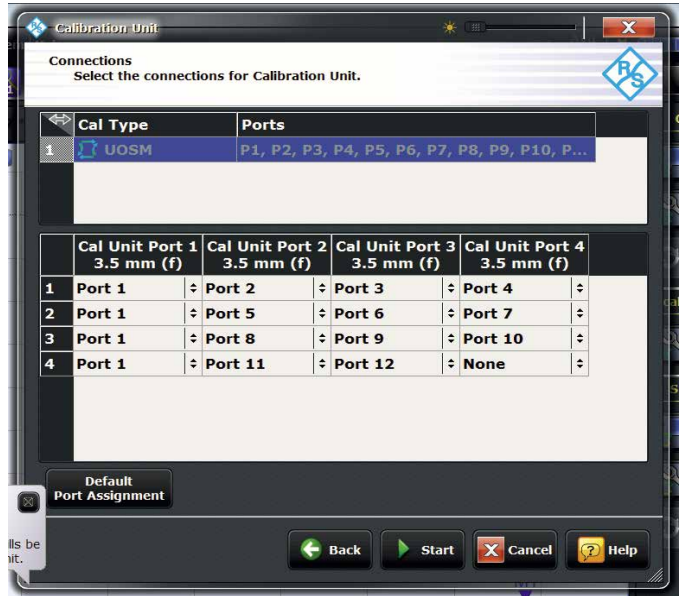 Calibration Unit
Connections
Select the connections for Calibration Unit.
R
S
Cal Type Ports
1 UOSM P1, P2, P3, P4, P5, P6, P7, P8, P9, P10, P...
Cal Unit Port 1 Cal Unit Port 2 Cal Unit Port 3 Cal Unit Port 4
3.5 mm (f) 3.5 mm (f) 3.5 mm (f) 3.5 mm (f)
1 Port 1 Port 2 Port 3 Port 4
2 Port 1 Port 5 Port 6 Port 7
3 Port 1 Port 8 Port 9 Port 10
4 Port 1 Port 11 Port 12 None
Default
Port Assignment
lls be
nit.
Back Start X Cancel ? Help